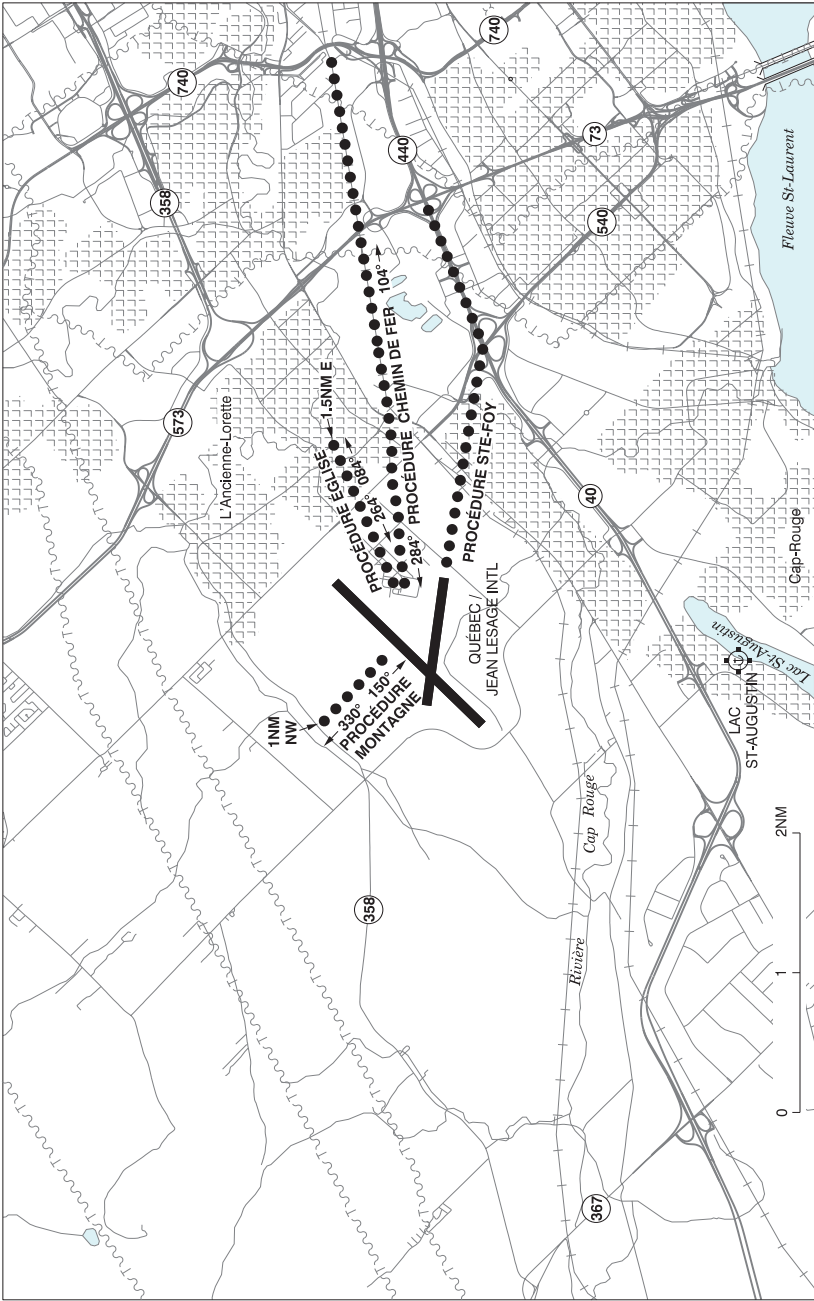 740
740
358
440
73
540
573
Fleuve St-Laurent
L'Ancienne-Lorette
1.5NM E
PROCÉDURE ÉGLISE
264° 084°
PROCÉDURE CHEMIN DE FER
104°
284°
PROCÉDURE STE-FOY
40
Cap-Rouge
QUÉBEC /
JEAN LESAGE INTL
1NM
NW
330° 150°
PROCÉDURE
MONTAGNE
Lac St-Augustin
LAC
ST-AUGUSTIN
358
Rivière Cap Rouge
367
0 1 2NM